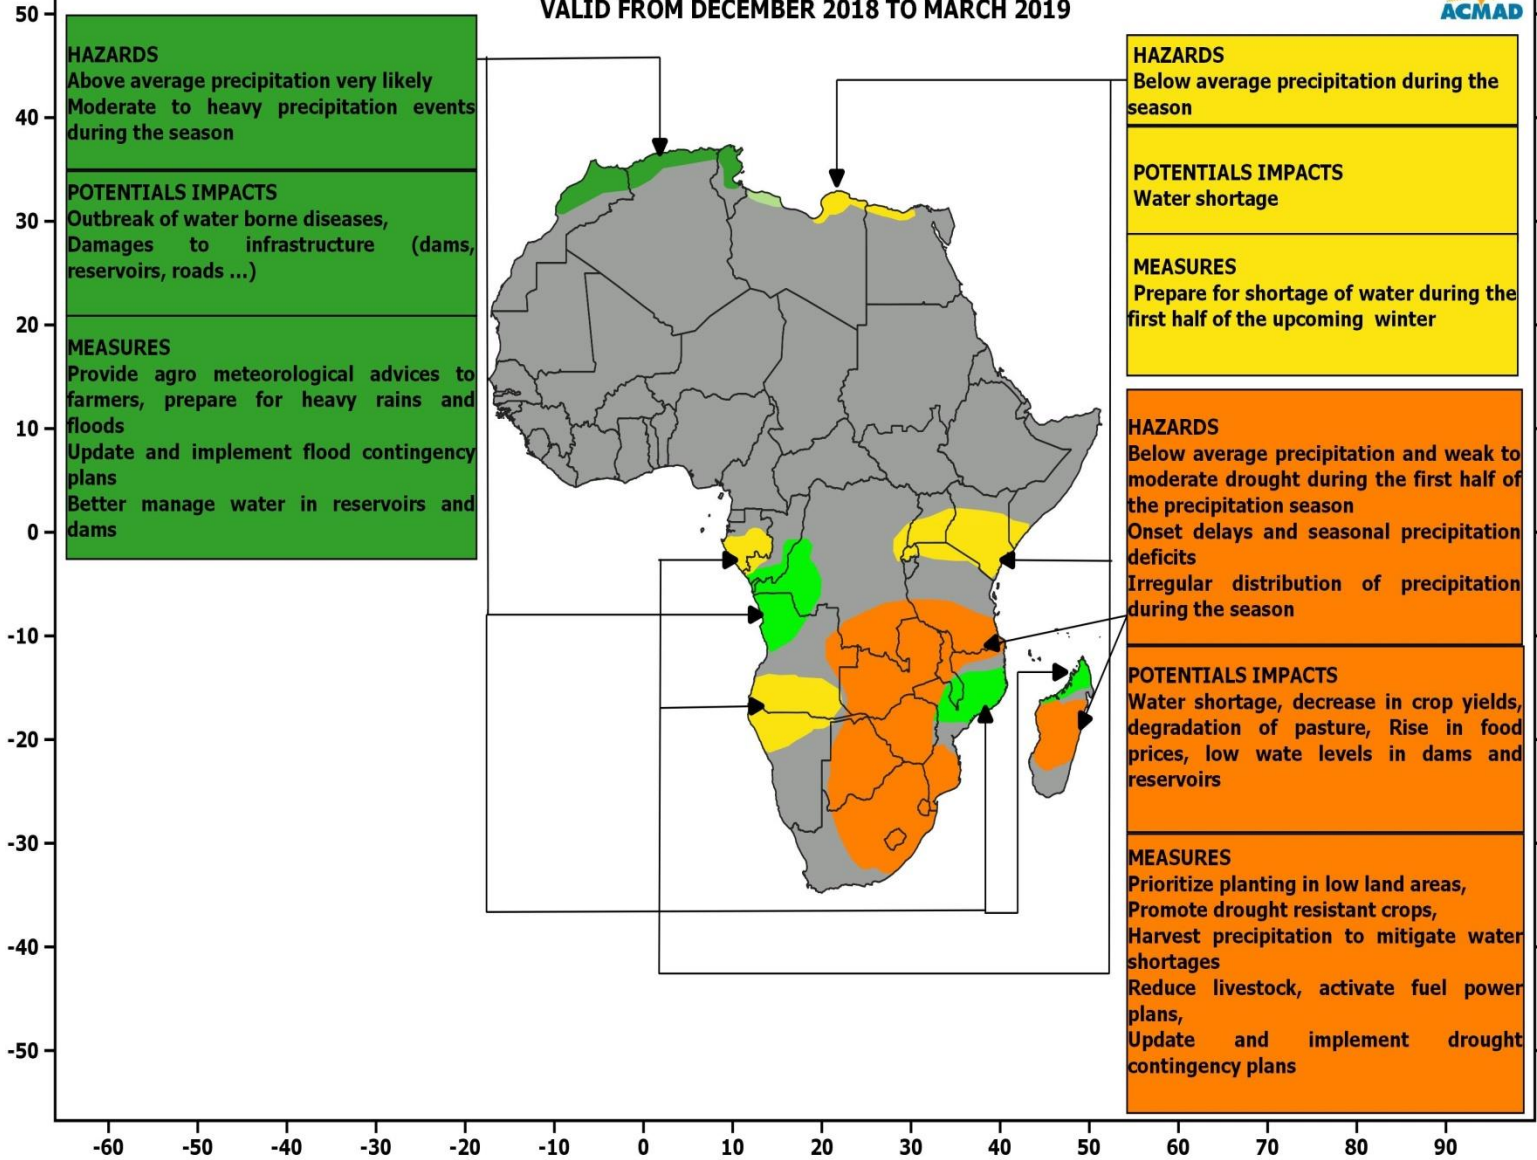 VALID FROM DECEMBER 2018 TO MARCH 2019
ACMAD
HAZARDS
Above average precipitation very likely
Moderate to heavy precipitation events
during the season
POTENTIALS IMPACTS
Outbreak of water borne diseases,
Damages to infrastructure (dams,
reservoirs, roads ...)
MEASURES
Provide agro meteorological advices to
farmers, prepare for heavy rains and
floods
Update and implement flood contingency
plans
Better manage water in reservoirs and
dams
HAZARDS
Below average precipitation during the
season
POTENTIALS IMPACTS
Water shortage
MEASURES
Prepare for shortage of water during the
first half of the upcoming winter
HAZARDS
Below average precipitation and weak to
moderate drought during the first half of
the precipitation season
Onset delays and seasonal precipitation
deficits
Irregular distribution of precipitation
during the season
POTENTIALS IMPACTS
Water shortage, decrease in crop yields,
degradation of pasture, Rise in food
prices, low wate levels in dams and
reservoirs
MEASURES
Prioritize planting in low land areas,
Promote drought resistant crops,
Harvest precipitation to mitigate water
shortages
Reduce livestock, activate fuel power
plans,
Update and implement drought
contingency plans
50
40
30
20
10
0
-10
-20
-30
-40
-50
-60 -50 -40 -30 -20 -10 0 10 20 30 40 50 60 70 80 90